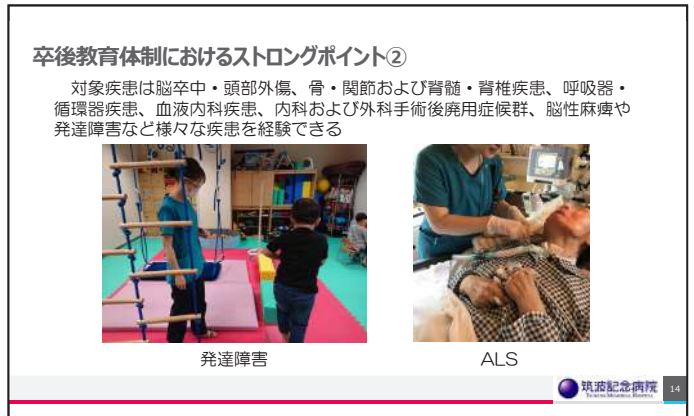 卒後教育体制におけるストロングポイント②
対象疾患は脳卒中・頭部外傷、骨・関節および脊髄・脊椎疾患、呼吸器・
循環器疾患、血液内科疾患、内科および外科手術後廃用症候群、脳性麻痺や
発達障害など様々な疾患を経験できる
発達障害
ALS
筑波記念病院
TSUKUBA MEMORIAL HOSPITAL
14